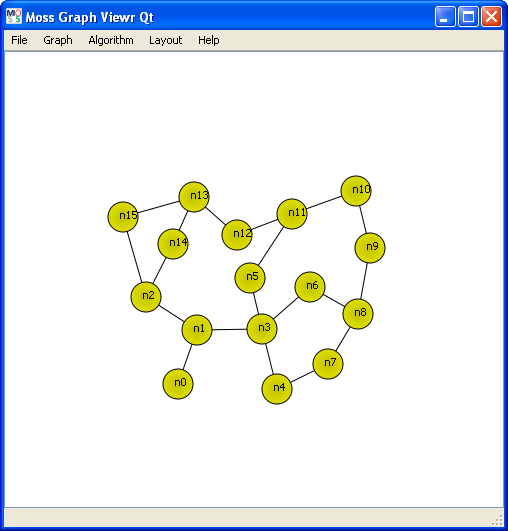 Moss Graph Viewr Qt
File Graph Algorithm Layout Help
n10
n13
n11
n15
n12
n14
n9
n5
n6
n2
n8
n1 n3
n7
n0
n4